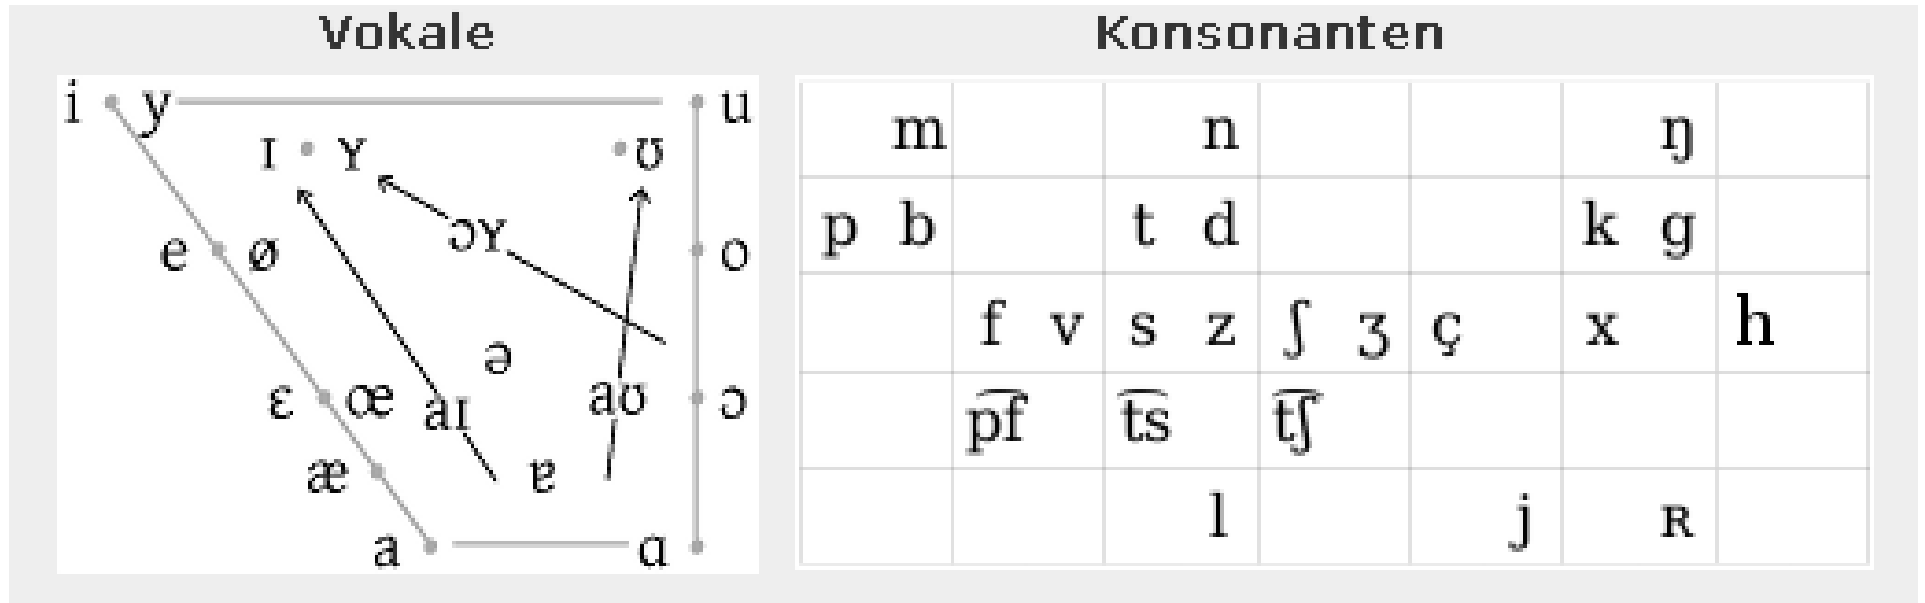 Vokale Konsonanten
i y u
ɪ ʏ ʊ
e ø ɔʏ o
ə
ɛ œ aɪ aʊ ɔ
æ ɐ
a ɑ
m n ŋ
p b t d k g
f v s z ʃ ʒ ç x h
p͡f t͡s t͡ʃ
l j ʀ